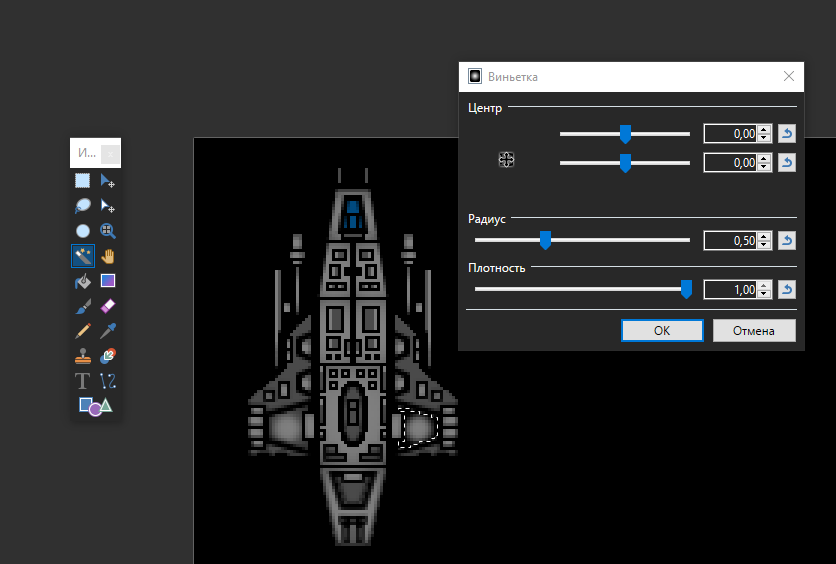 Виньетка
И...
Центр
0,00
0,00
Радиус
0,50
Плотность
1,00
OK
Отмена